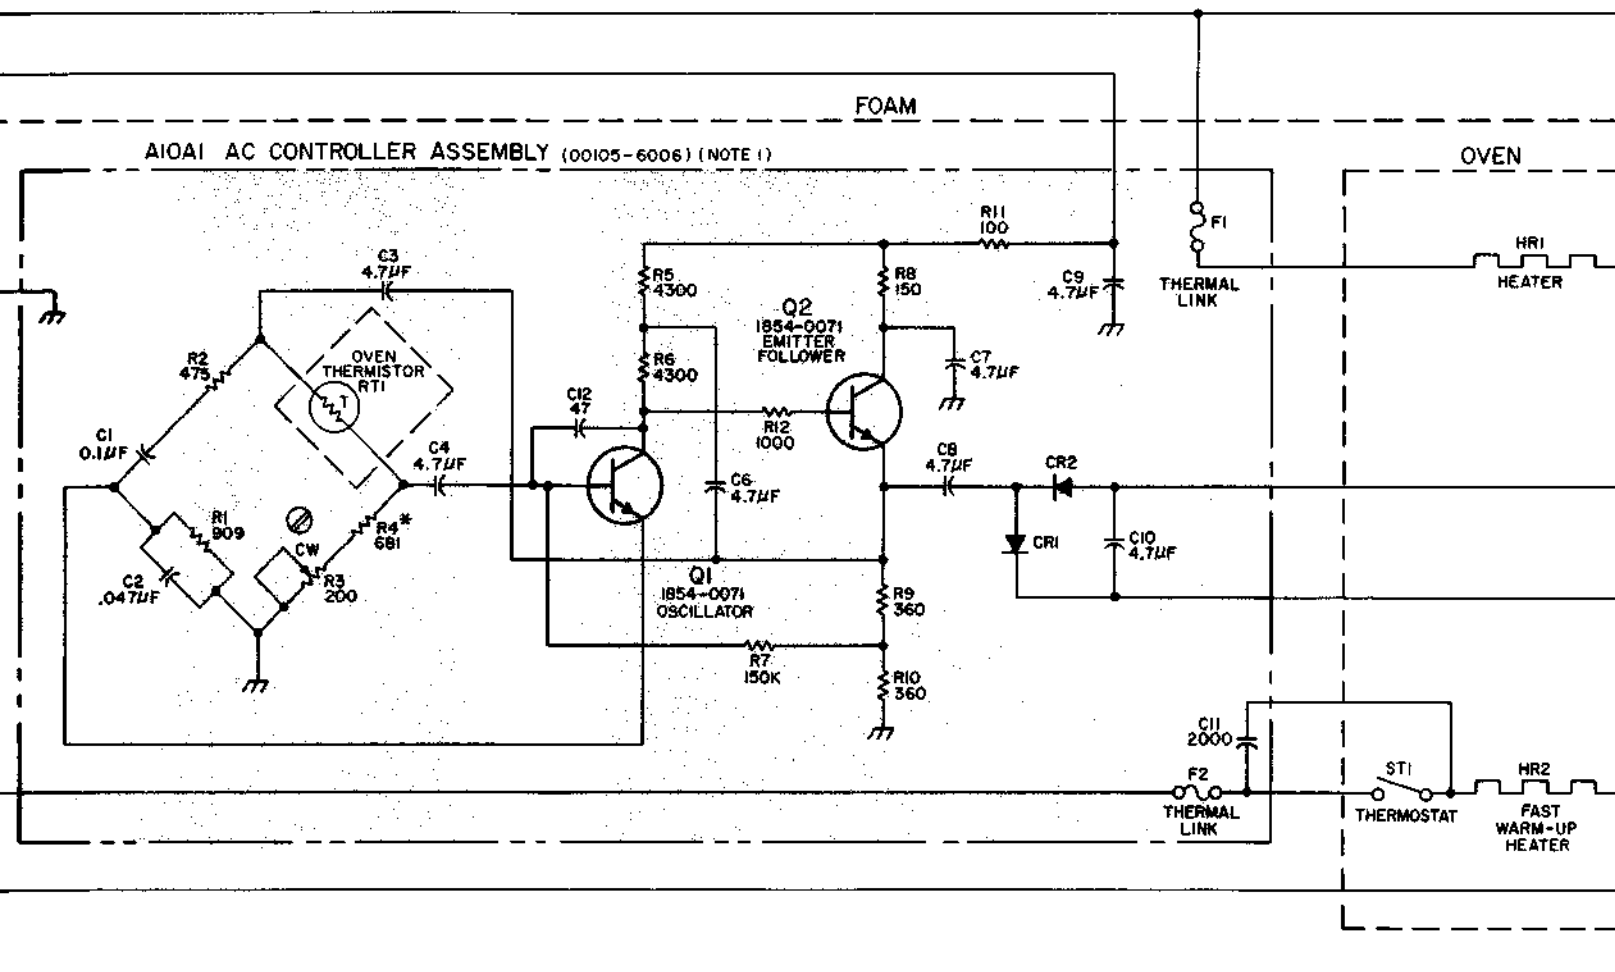 FOAM
A10A1 AC CONTROLLER ASSEMBLY (00105-6006) (NOTE 1)
OVEN
R11
100
F1
THERMAL
LINK
HR1
HEATER
C3
4.7µF
R5
4300
R8
150
C9
4.7µF
Q2
1854-0071
EMITTER
FOLLOWER
R2
475
OVEN
THERMISTOR
RT1
T
R6
4300
C7
4.7µF
C12
47
R12
1000
C1
0.1µF
C4
4.7µF
C8
4.7µF
CR2
C6
4.7µF
R1
909
R4*
681
CW
CR1
C10
4.7µF
C2
.047µF
R3
200
Q1
1854-0071
OSCILLATOR
R9
360
R7
150K
R10
360
C11
2000
F2
THERMAL
LINK
ST1
THERMOSTAT
HR2
FAST
WARM-UP
HEATER